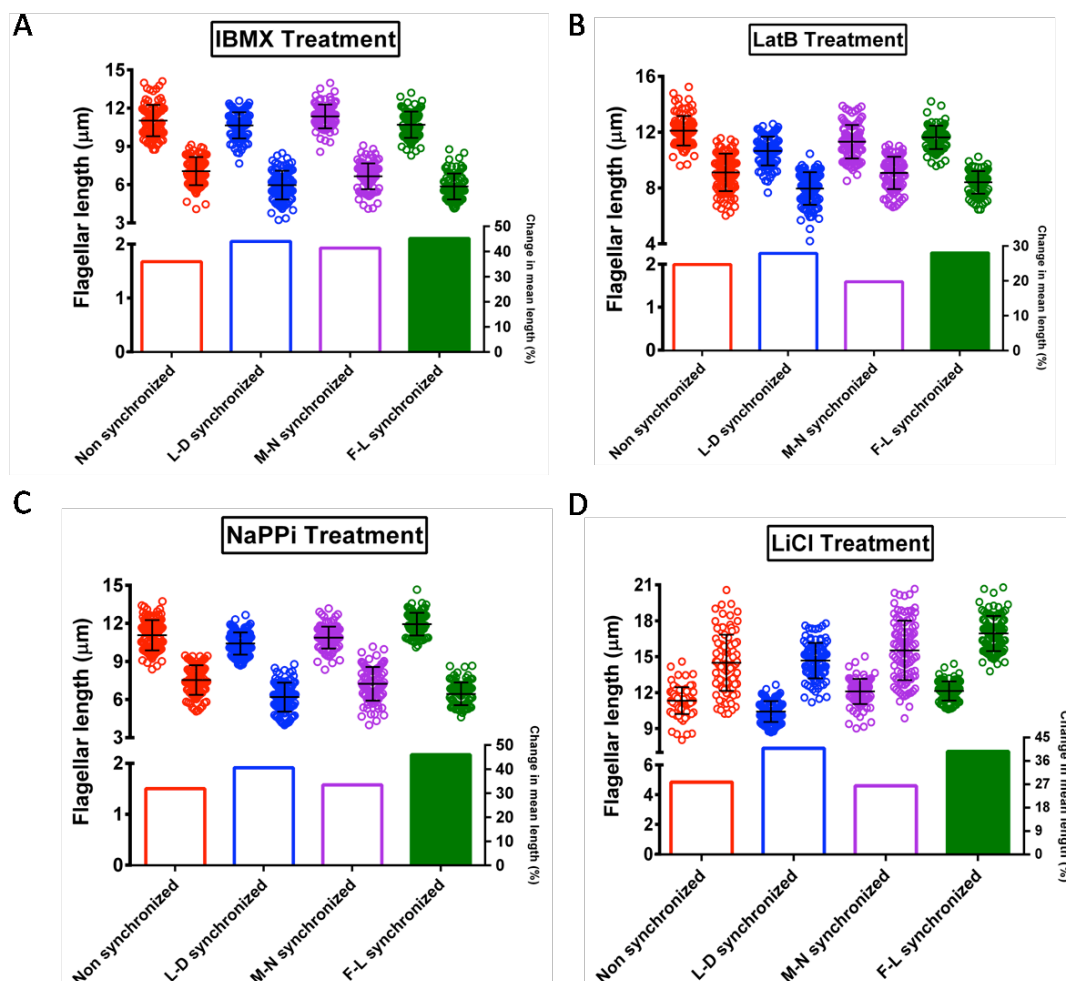 A
IBMX Treatment
Flagellar length (μm)
15
12
9
6
3
2
1
0
50
40
30
20
10
0
Change in mean length (%)
Non synchronized
L-D synchronized
M-N synchronized
F-L synchronized
B
LatB Treatment
Flagellar length (μm)
16
12
8
4
2
1
0
30
20
10
0
Change in mean length (%)
Non synchronized
L-D synchronized
M-N synchronized
F-L synchronized
C
NaPPi Treatment
Flagellar length (μm)
15
12
9
6
3
2
1
0
50
40
30
20
10
0
Change in mean length (%)
Non synchronized
L-D synchronized
M-N synchronized
F-L synchronized
D
LiCl Treatment
Flagellar length (μm)
21
18
15
12
9
6
4
2
0
45
36
27
18
9
0
Change in mean length (%)
Non synchronized
L-D synchronized
M-N synchronized
F-L synchronized